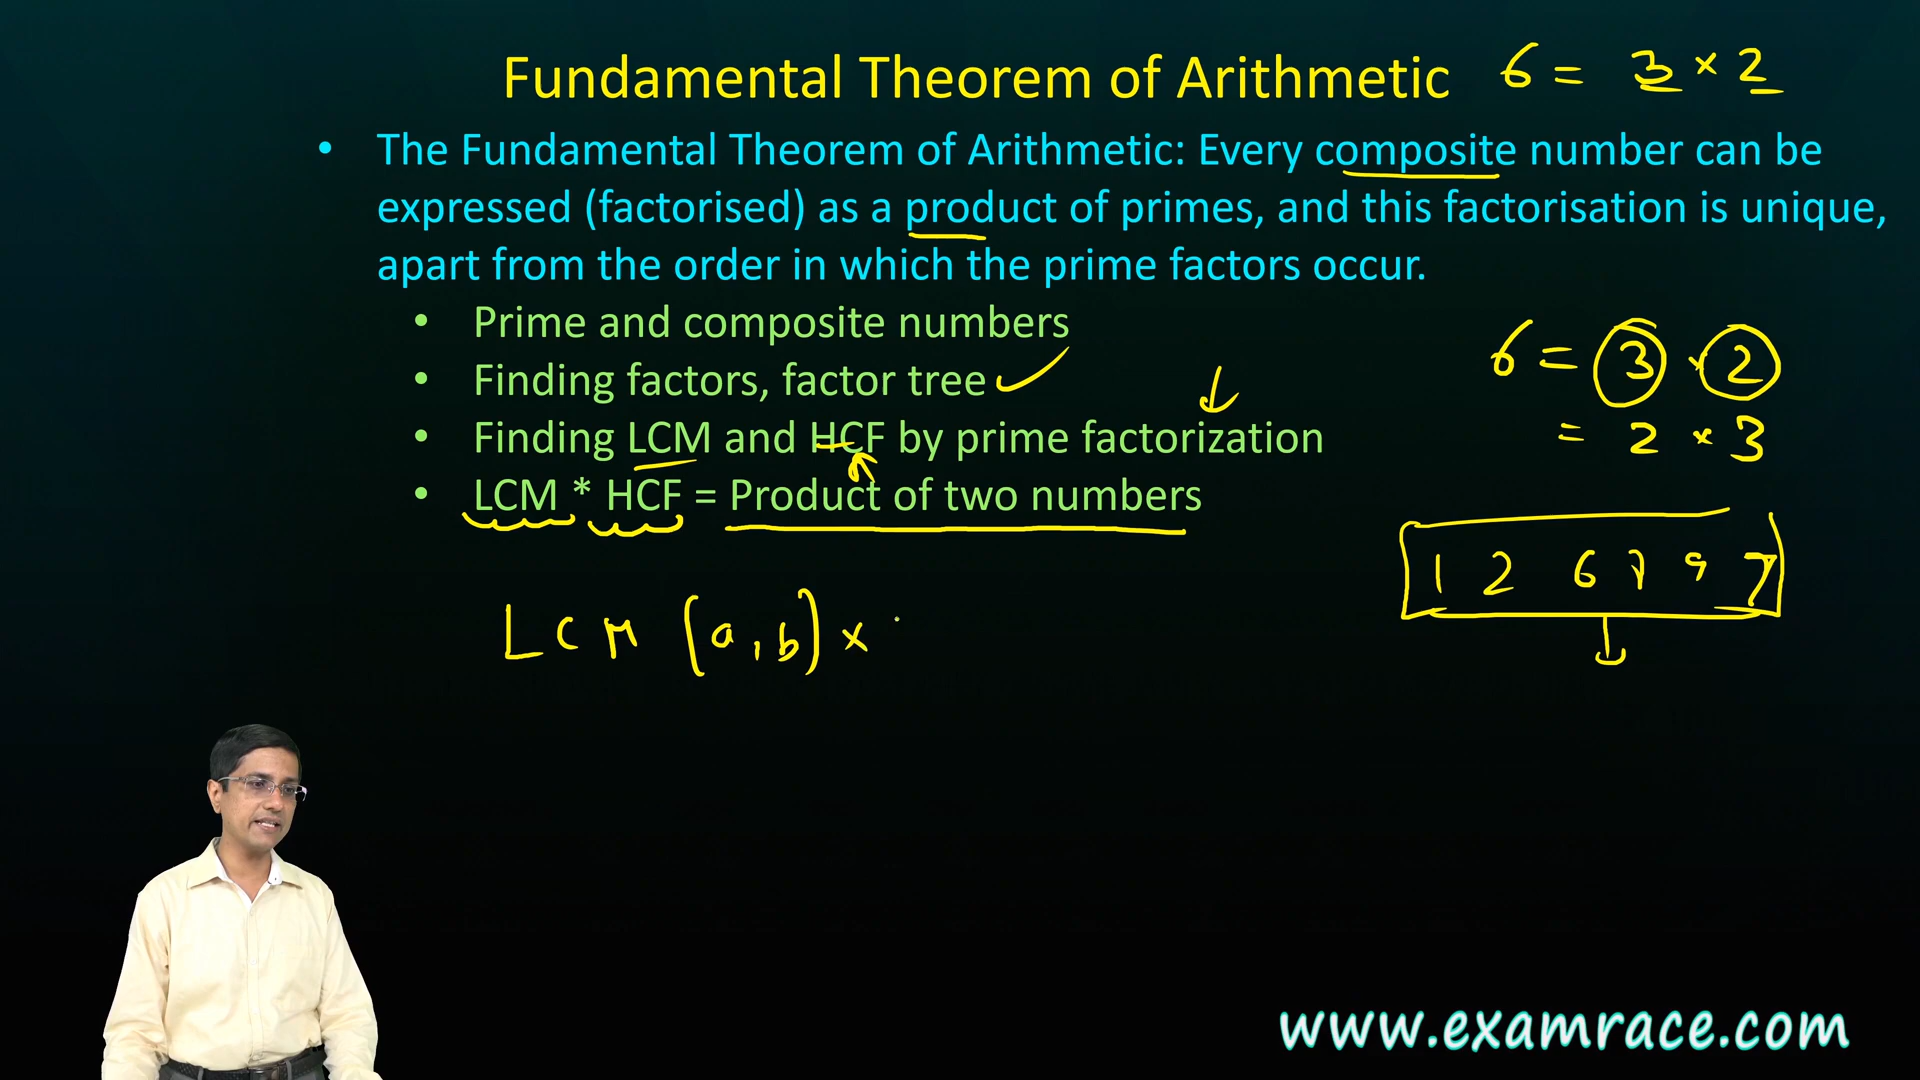 Fundamental Theorem of Arithmetic 6 = 3 × 2
• The Fundamental Theorem of Arithmetic: Every composite number can be
expressed (factorised) as a product of primes, and this factorisation is unique,
apart from the order in which the prime factors occur.
• Prime and composite numbers
• Finding factors, factor tree
• Finding LCM and HCF by prime factorization
• LCM * HCF = Product of two numbers
6 = 3 × 2
= 2 × 3
1 2 6 7 9 7
LCM (a, b) ×
www.examrace.com